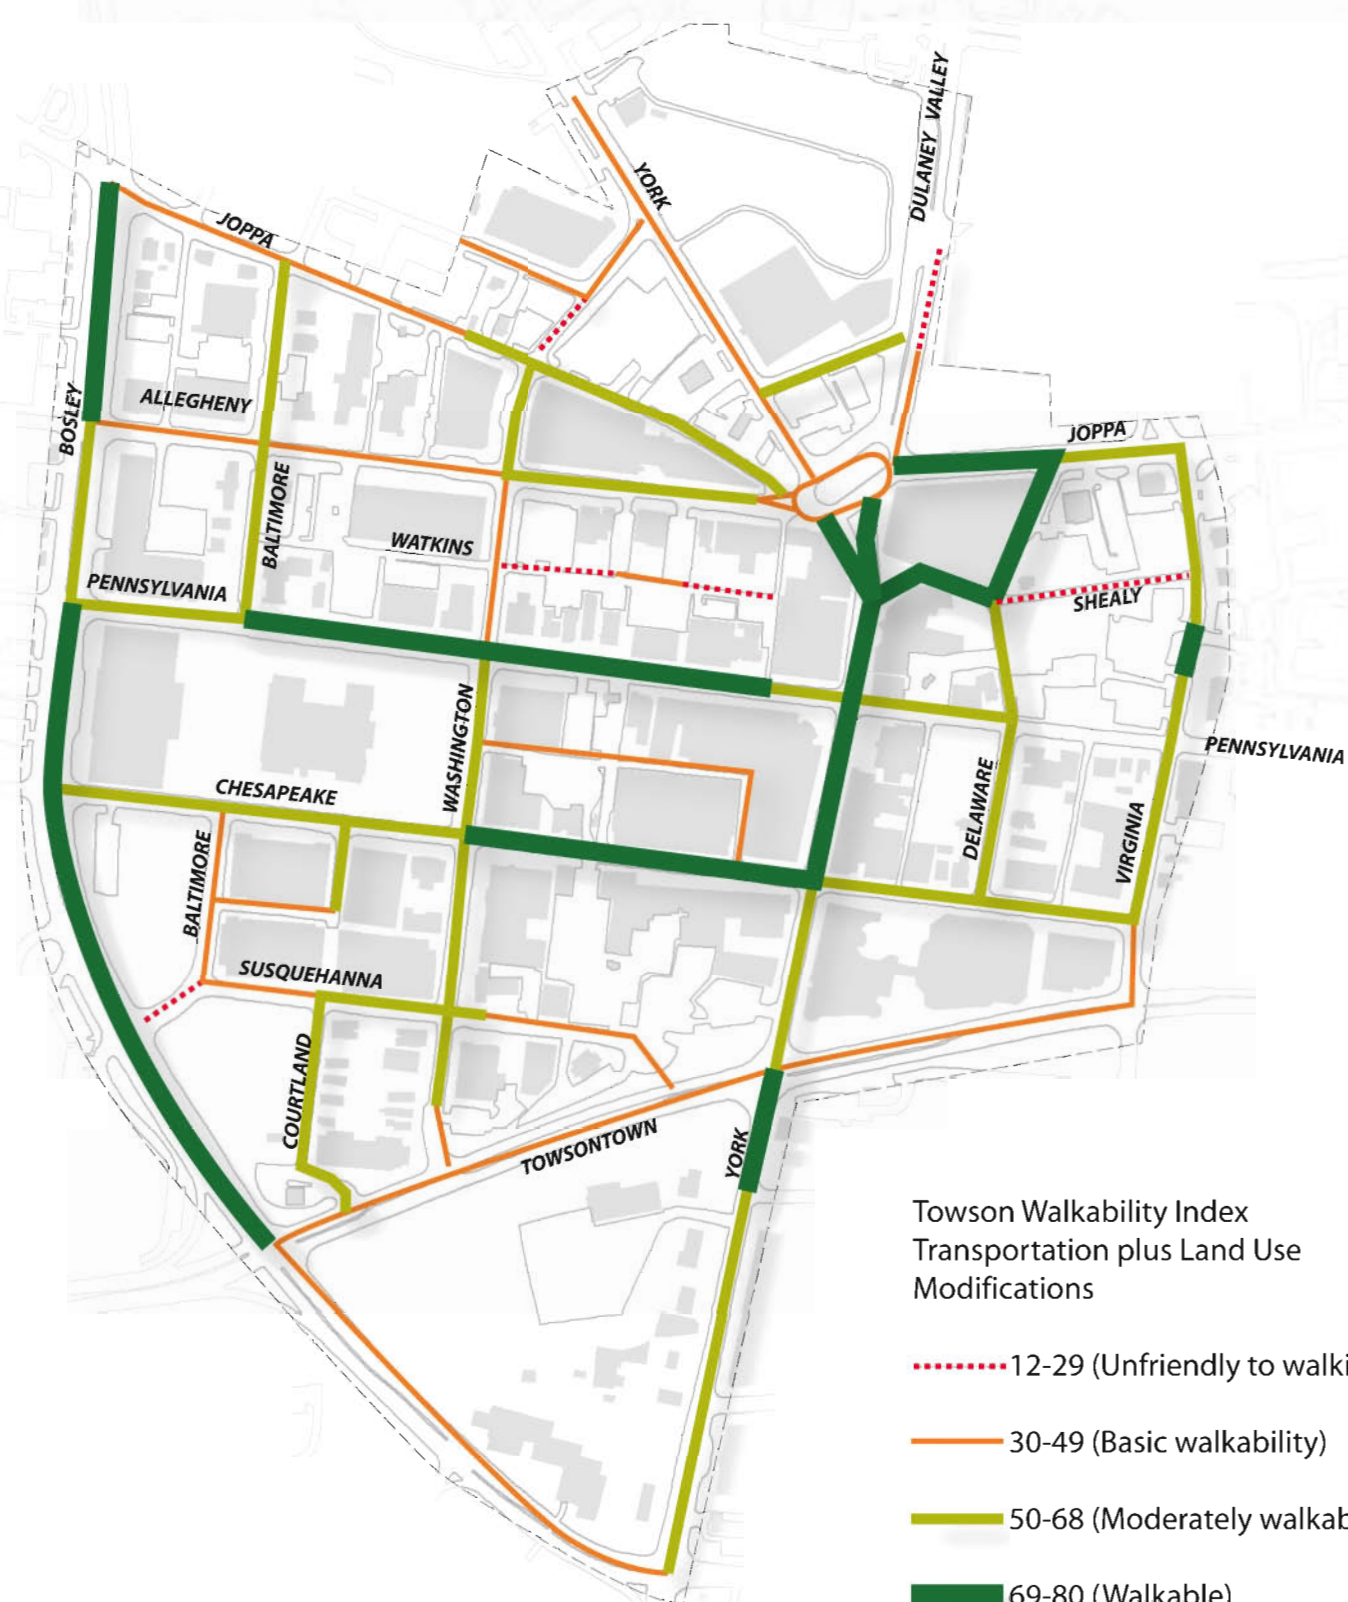 DULANEY VALLEY
YORK
JOPPA
ALLEGHENY
BOSLEY
JOPPA
BALTIMORE
WATKINS
PENNSYLVANIA
SHEALY
WASHINGTON
PENNSYLVANIA
CHESAPEAKE
DELAWARE
VIRGINIA
BALTIMORE
SUSQUEHANNA
COURTLAND
TOWSONTOWN
YORK
Towson Walkability Index
Transportation plus Land Use
Modifications
12-29 (Unfriendly to walki
30-49 (Basic walkability)
50-68 (Moderately walkab
69-80 (Walkable)